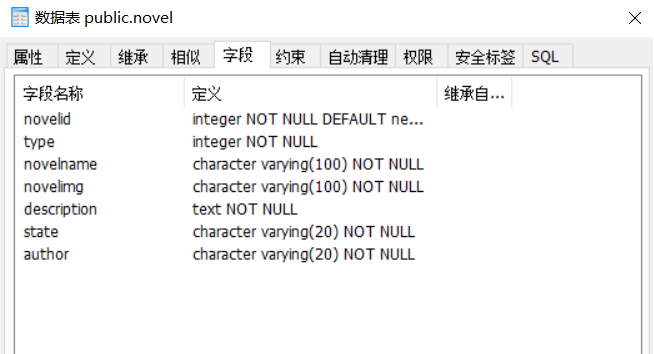 数据表 public.novel
属性 定义 继承 相似 字段 约束 自动清理 权限 安全标签 SQL
字段名称 定义 继承自...
novelid integer NOT NULL DEFAULT ne...
type integer NOT NULL
novelname character varying(100) NOT NULL
novelimg character varying(100) NOT NULL
description text NOT NULL
state character varying(20) NOT NULL
author character varying(20) NOT NULL